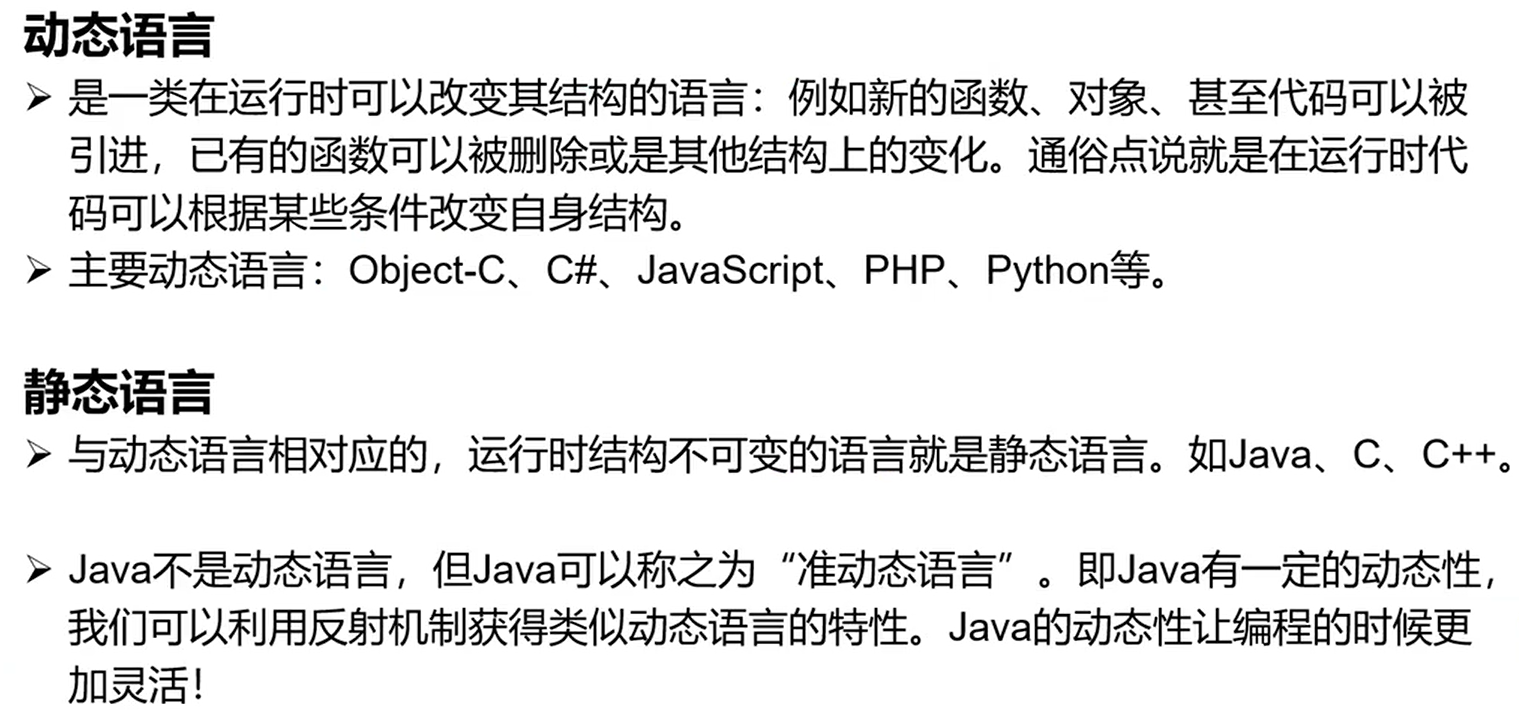 动态语言
➢ 是一类在运行时可以改变其结构的语言：例如新的函数、对象、甚至代码可以被
引进，已有的函数可以被删除或是其他结构上的变化。通俗点说就是在运行时代
码可以根据某些条件改变自身结构。
➢ 主要动态语言：Object-C、C#、JavaScript、PHP、Python等。
静态语言
➢ 与动态语言相对应的，运行时结构不可变的语言就是静态语言。如Java、C、C++。
➢ Java不是动态语言，但Java可以称之为“准动态语言”。即Java有一定的动态性，
我们可以利用反射机制获得类似动态语言的特性。Java的动态性让编程的时候更
加灵活！